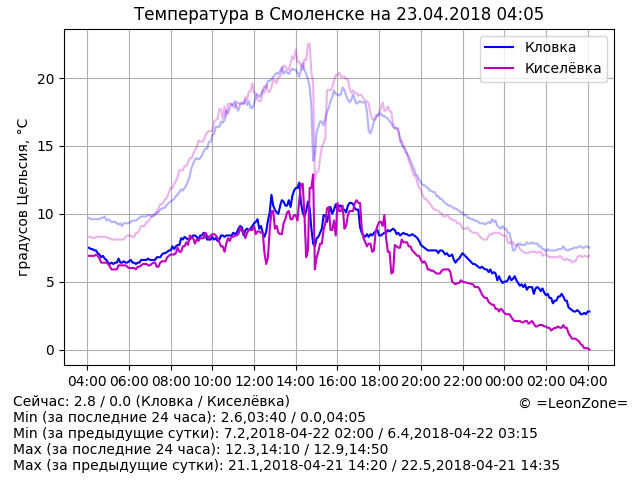 Температура в Смоленске на 23.04.2018 04:05
Кловка
Киселёвка
градусов Цельсия, °C
20
15
10
5
0
04:00 06:00 08:00 10:00 12:00 14:00 16:00 18:00 20:00 22:00 00:00 02:00 04:00
Сейчас: 2.8 / 0.0 (Кловка / Киселёвка)
© =LeonZone=
Min (за последние 24 часа): 2.6,03:40 / 0.0,04:05
Min (за предыдущие сутки): 7.2,2018-04-22 02:00 / 6.4,2018-04-22 03:15
Max (за последние 24 часа): 12.3,14:10 / 12.9,14:50
Max (за предыдущие сутки): 21.1,2018-04-21 14:20 / 22.5,2018-04-21 14:35